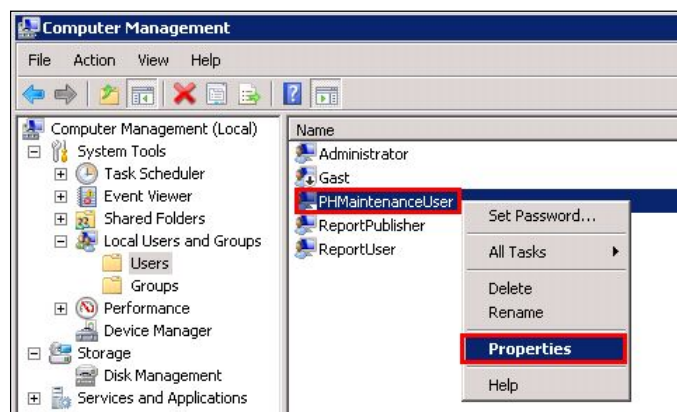 Computer Management
File Action View Help
Computer Management (Local)
System Tools
Task Scheduler
Event Viewer
Shared Folders
Local Users and Groups
Users
Groups
Performance
Device Manager
Storage
Disk Management
Services and Applications
Name
Administrator
Gast
PHMaintenanceUser
ReportPublisher
ReportUser
Set Password...
All Tasks
Delete
Rename
Properties
Help